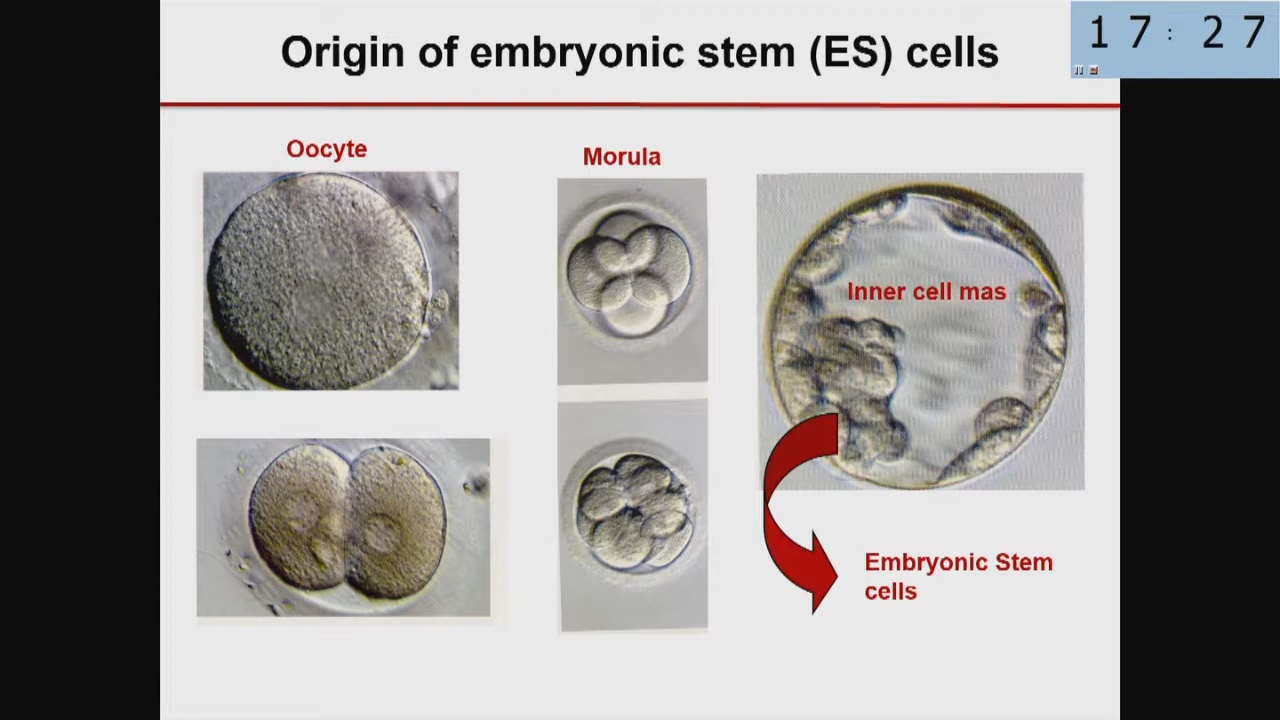 Origin of embryonic stem (ES) cells
17: 27
Oocyte
Morula
Inner cell mas
Embryonic Stem
cells